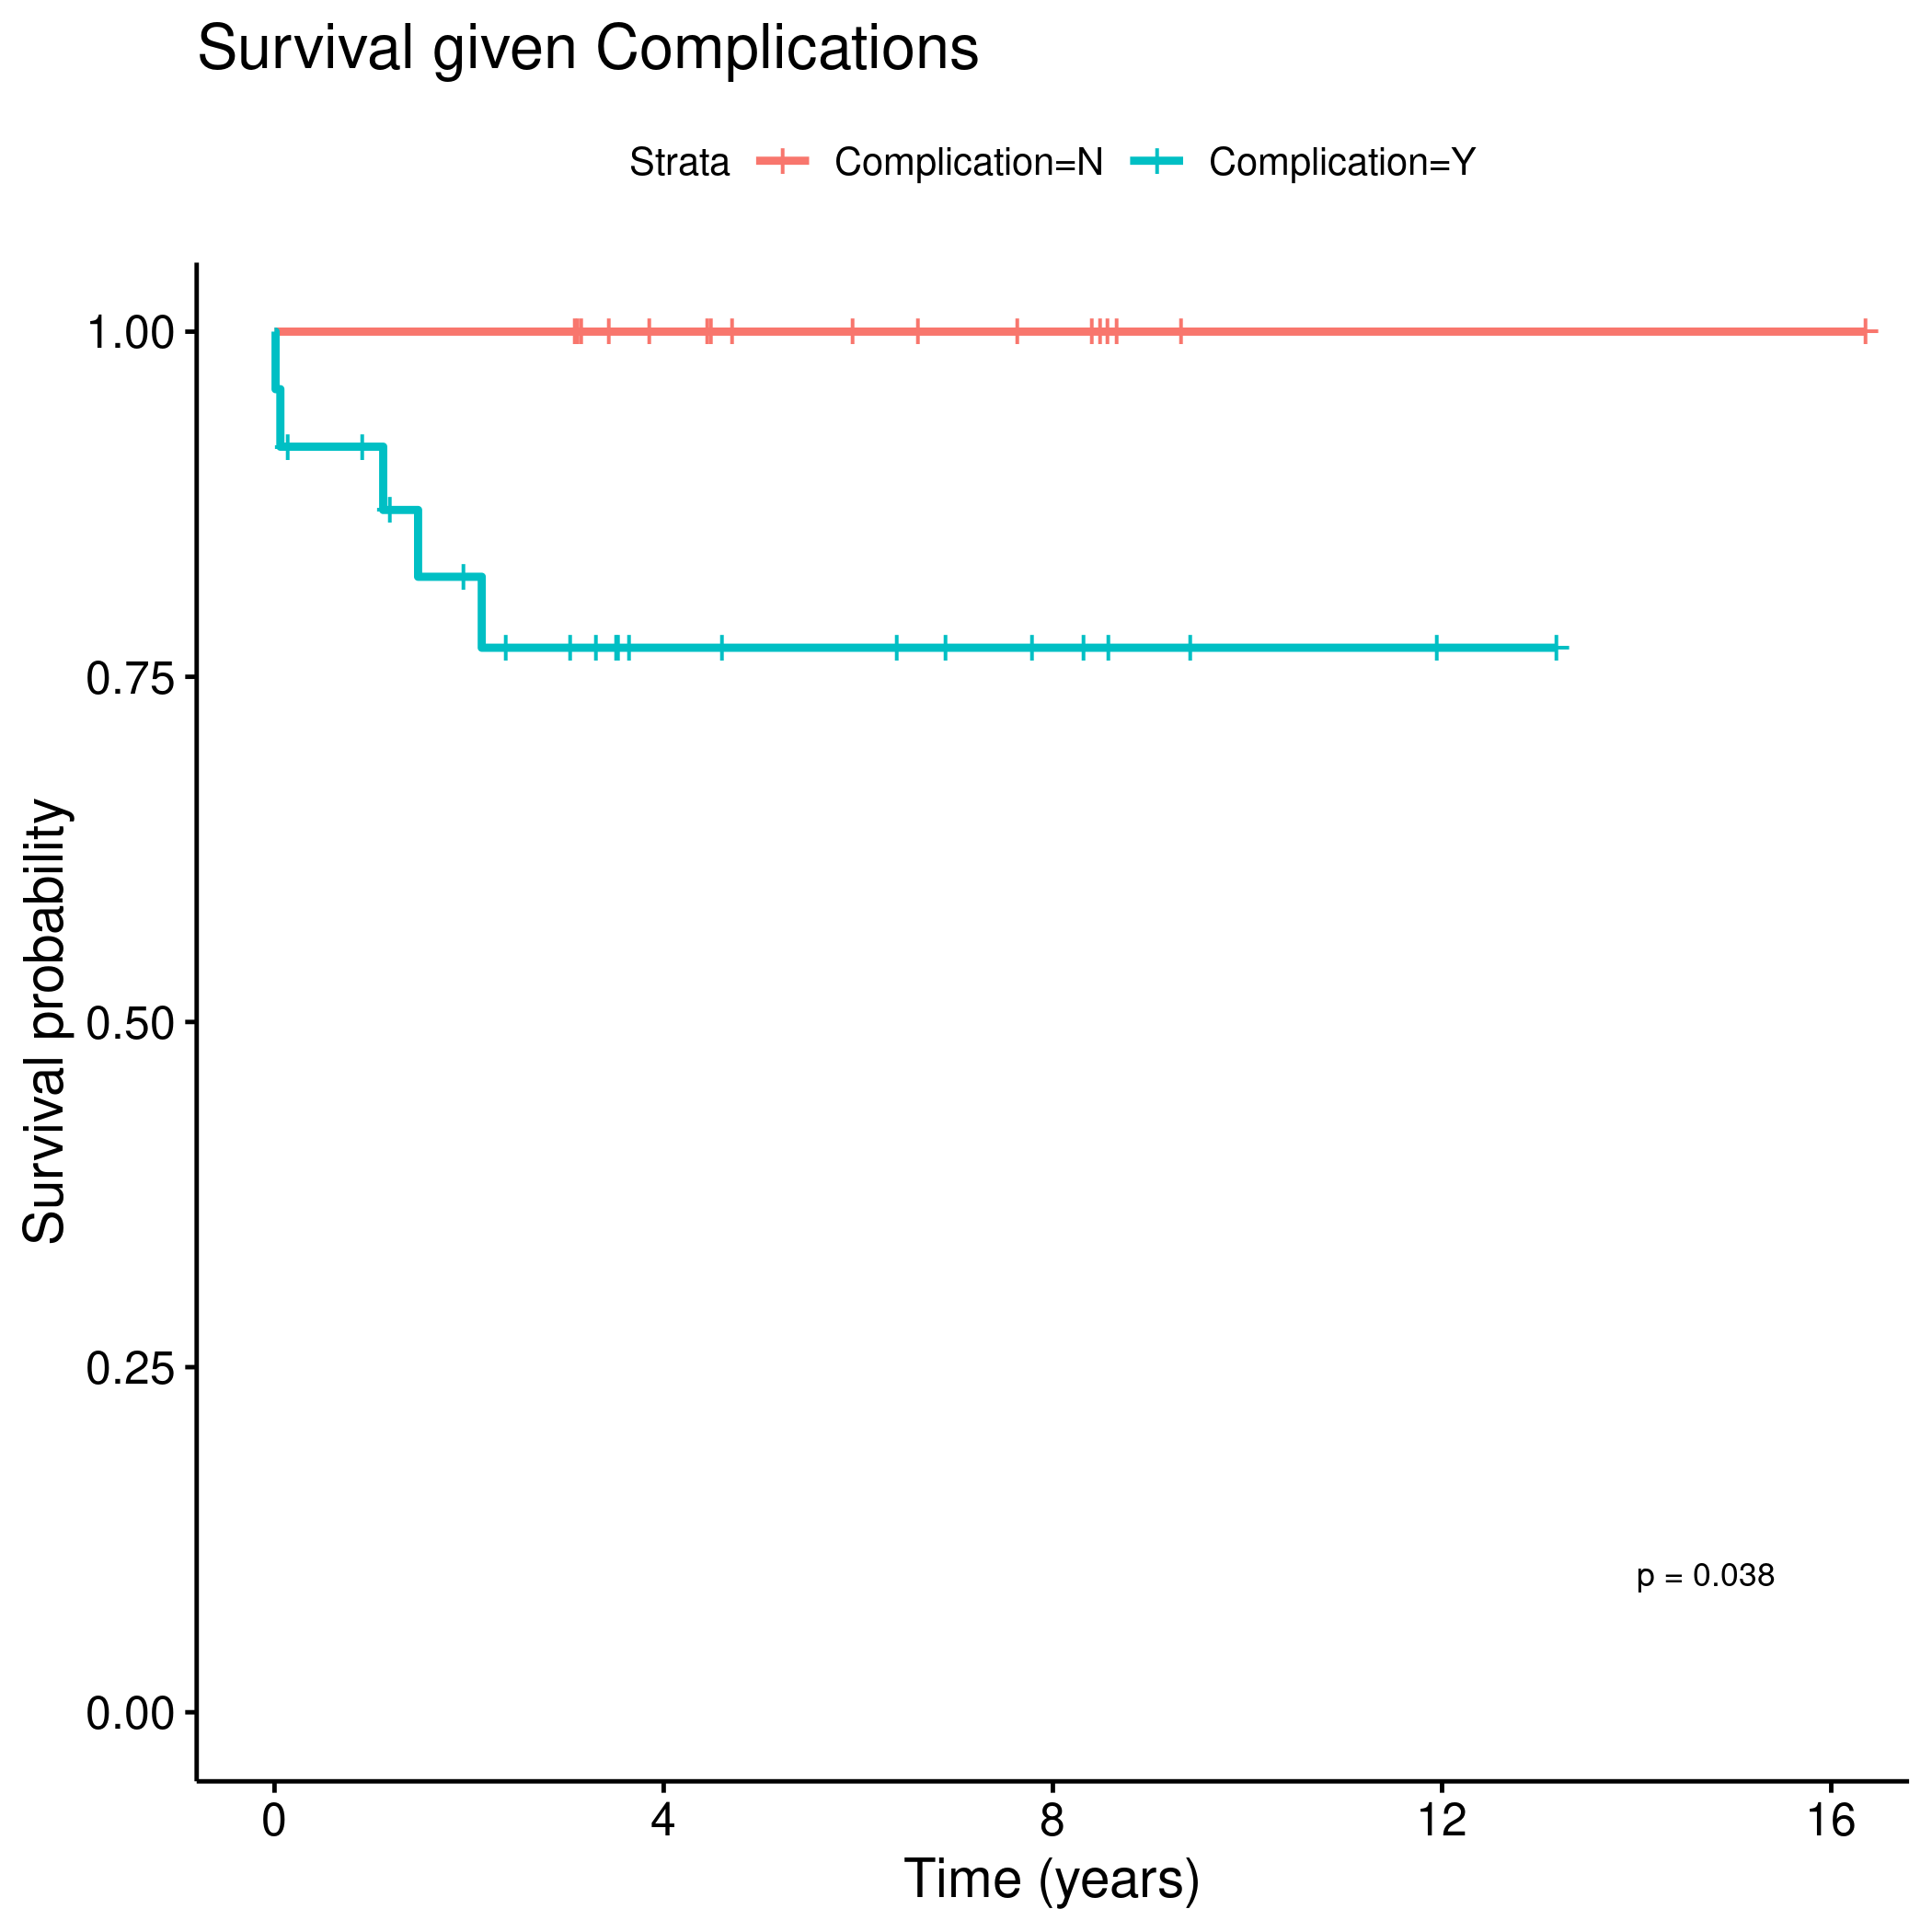 Survival given Complications
Strata Complication=N Complication=Y
Survival probability
1.00
0.75
0.50
0.25
0.00
p = 0.038
0 4 8 12 16
Time (years)